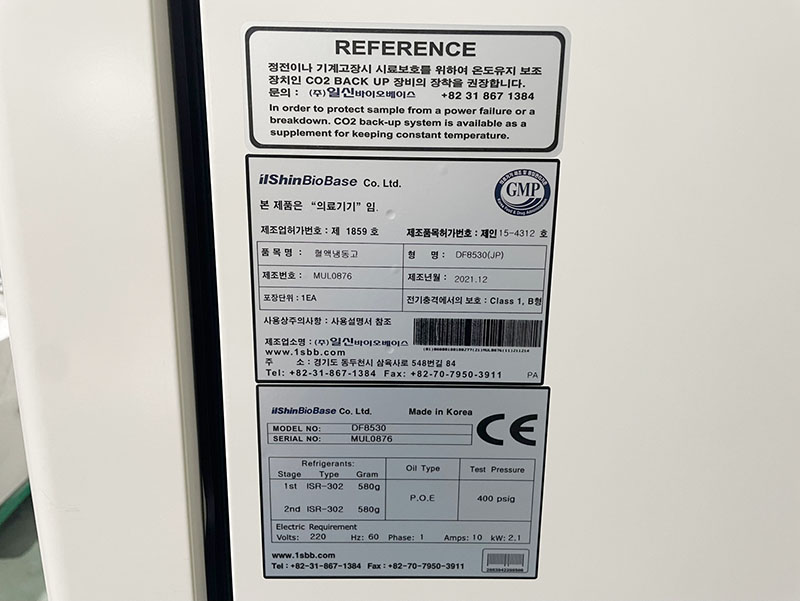 REFERENCE
정전이나 기계고장시 시료보호를 위하여 온도유지 보조
장치인 CO2 BACK UP 장비의 장착을 권장합니다.
문의 : (주)일신바이오베이스 +82 31 867 1384
In order to protect sample from a power failure or a
breakdown. CO2 back-up system is available as a
supplement for keeping constant temperature.
ilShinBioBase Co. Ltd.
GMP
본 제품은 "의료기기" 임.
제조업허가번호 : 제 1859 호 제조품목허가번호 : 제인 15-4312 호
품 목 명 : 혈액냉동고 형 명 : DF8530(JP)
제조번호 : MUL0876 제조년월 : 2021.12
포장단위 : 1EA 전기충격에서의 보호 : Class 1, B형
사용상주의사항 : 사용설명서 참조
제조업소명 : (주)일신바이오베이스
www.1sbb.com
주 소 : 경기도 동두천시 삼육사로 548번길 84
Tel: +82-31-867-1384 Fax: +82-70-7950-3911 PA
ilShinBioBase Co. Ltd. Made in Korea
MODEL NO: DF8530
SERIAL NO: MUL0876
CE
Refrigerants: Oil Type Test Pressure
Stage Type Gram
1st ISR-302 580g
P.O.E 400 psig
2nd ISR-302 580g
Electric Requirement
Volts: 220 Hz: 60 Phase: 1 Amps: 10 kW: 2.1
www.1sbb.com
Tel : +82-31-867-1384 Fax : +82-70-7950-3911